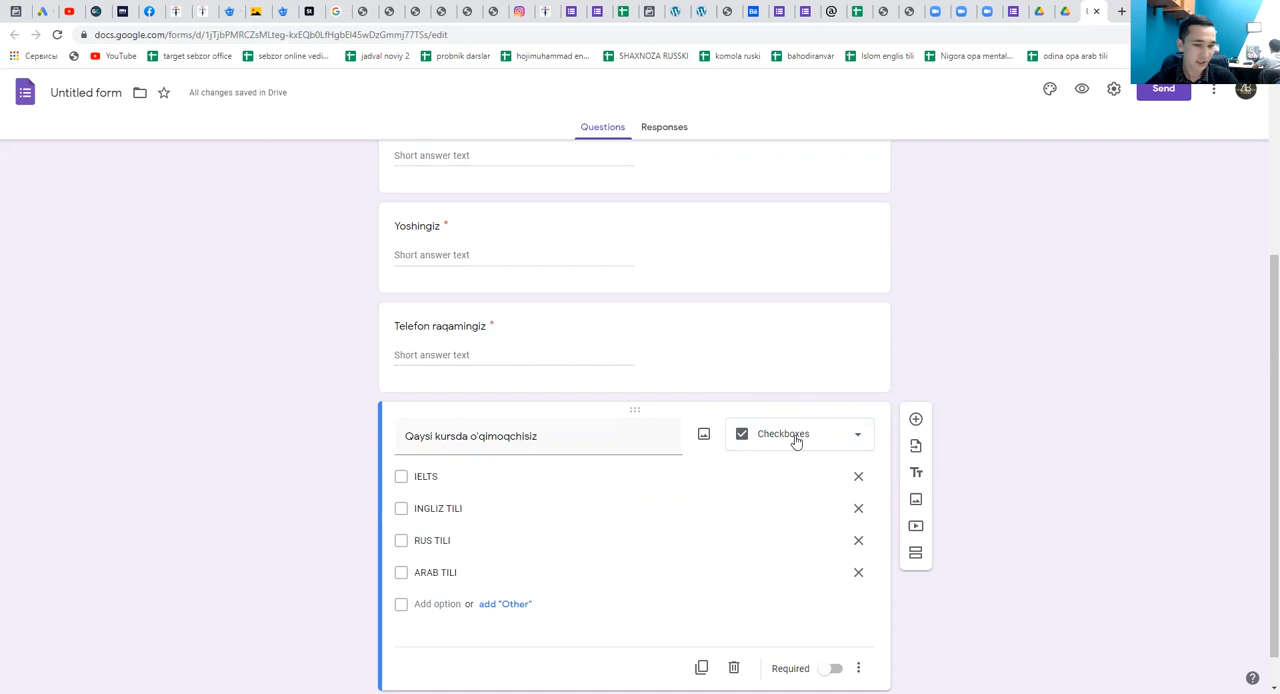 docs.google.com/forms/d/1jTjbPMRCZsMLteg-kxEQb0LfHgbEl45wDzGmmj77TSs/edit
Сервисы YouTube target sebzor office sebzor online vedi... jadval noviy 2 probnik darslar hojimuhammad en... SHAXNOZA RUSSKI komola ruski bahodiranvar Islom englis tili Nigora opa mental... odina opa arab tili
Untitled form All changes saved in Drive Send
Questions Responses
Short answer text
Yoshingiz *
Short answer text
Telefon raqamingiz *
Short answer text
Qaysi kursda o'qimoqchisiz Checkboxes
IELTS
INGLIZ TILI
RUS TILI
ARAB TILI
Add option or add "Other"
Required